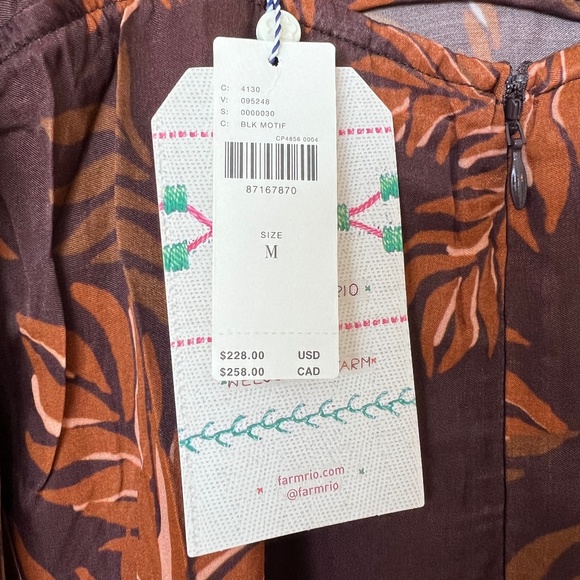 C: 4130
V: 095248
S: 0000030
C: BLK MOTIF
CP4856 0004
87167870
SIZE
M
$228.00 USD
$258.00 CAD
farmrio.com
@farmrio